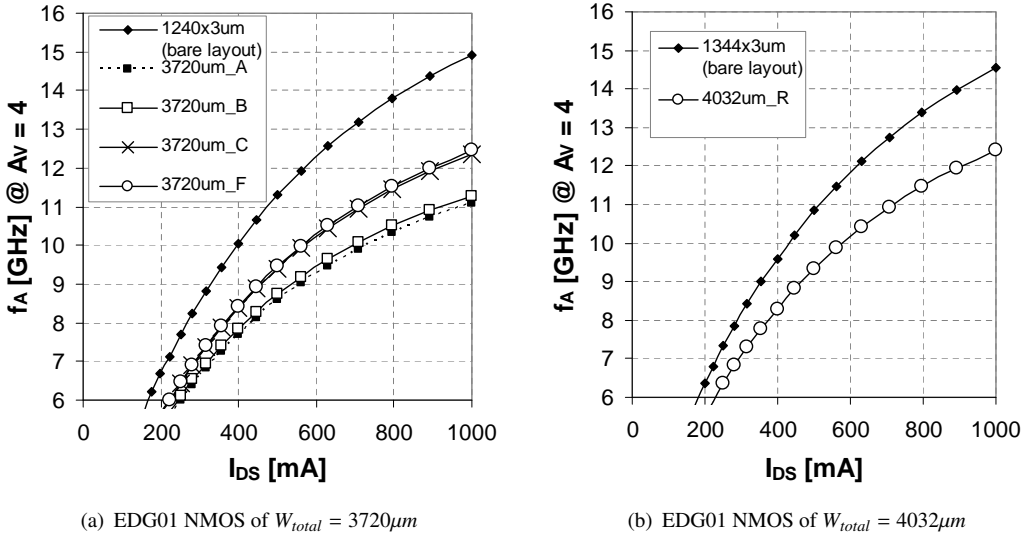 16
15
14
13
12
11
10
9
8
7
6
fA [GHz] @ Av = 4
0
200
400
600
800
1000
IDS [mA]
1240x3um
(bare layout)
3720um_A
3720um_B
3720um_C
3720um_F
(a) EDG01 NMOS of Wtotal = 3720μm
16
15
14
13
12
11
10
9
8
7
6
fA [GHz] @ Av = 4
0
200
400
600
800
1000
IDS [mA]
1344x3um
(bare layout)
4032um_R
(b) EDG01 NMOS of Wtotal = 4032μm